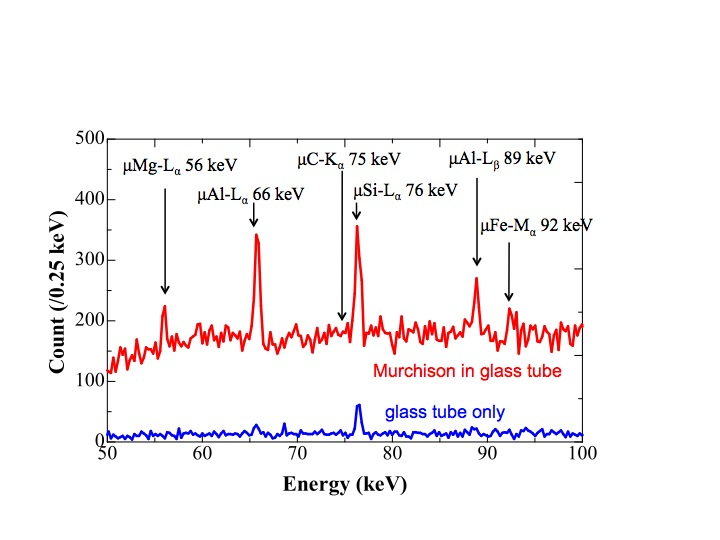 500
μMg-Lα 56 keV
μC-Kα 75 keV
μAl-Lβ 89 keV
μAl-Lα 66 keV
μSi-Lα 76 keV
400
μFe-Mα 92 keV
300
200
Murchison in glass tube
100
glass tube only
0
50 60 70 80 90 100
Energy (keV)
Count (/0.25 keV)